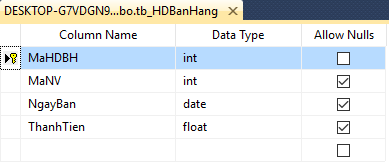 DESKTOP-G7VDGN9...bo.tb_HDBanHang
Column Name Data Type Allow Nulls
MaHDBH int
MaNV int
NgayBan date
ThanhTien float